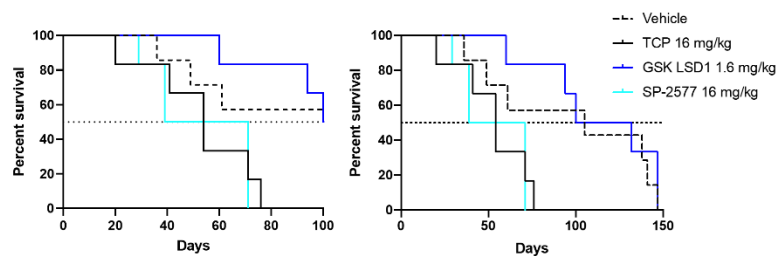 Vehicle
TCP 16 mg/kg
GSK LSD1 1.6 mg/kg
SP-2577 16 mg/kg
Percent survival
100
80
60
40
20
0
0 20 40 60 80 100
Days
Percent survival
100
80
60
40
20
0
0 50 100 150
Days